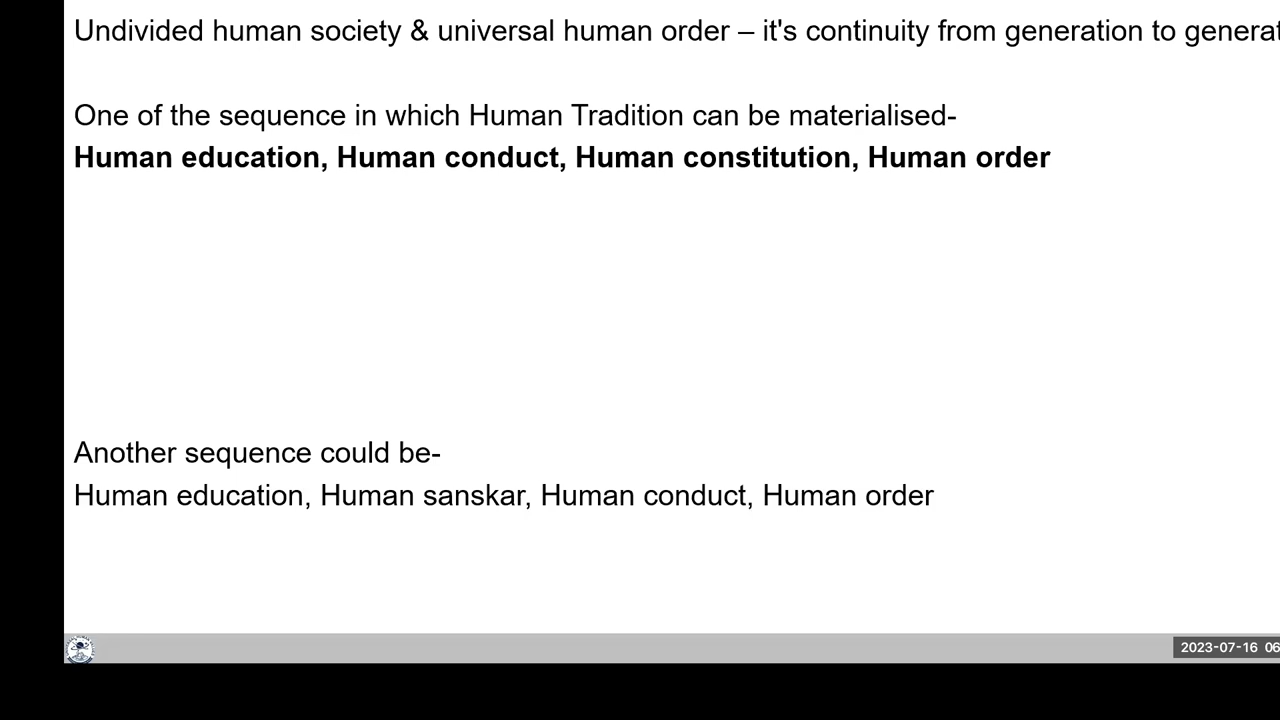 Undivided human society & universal human order – it's continuity from generation to
One of the sequence in which Human Tradition can be materialised-
Human education, Human conduct, Human constitution, Human order
Another sequence could be-
Human education, Human sanskar, Human conduct, Human order
2023-07-16 06